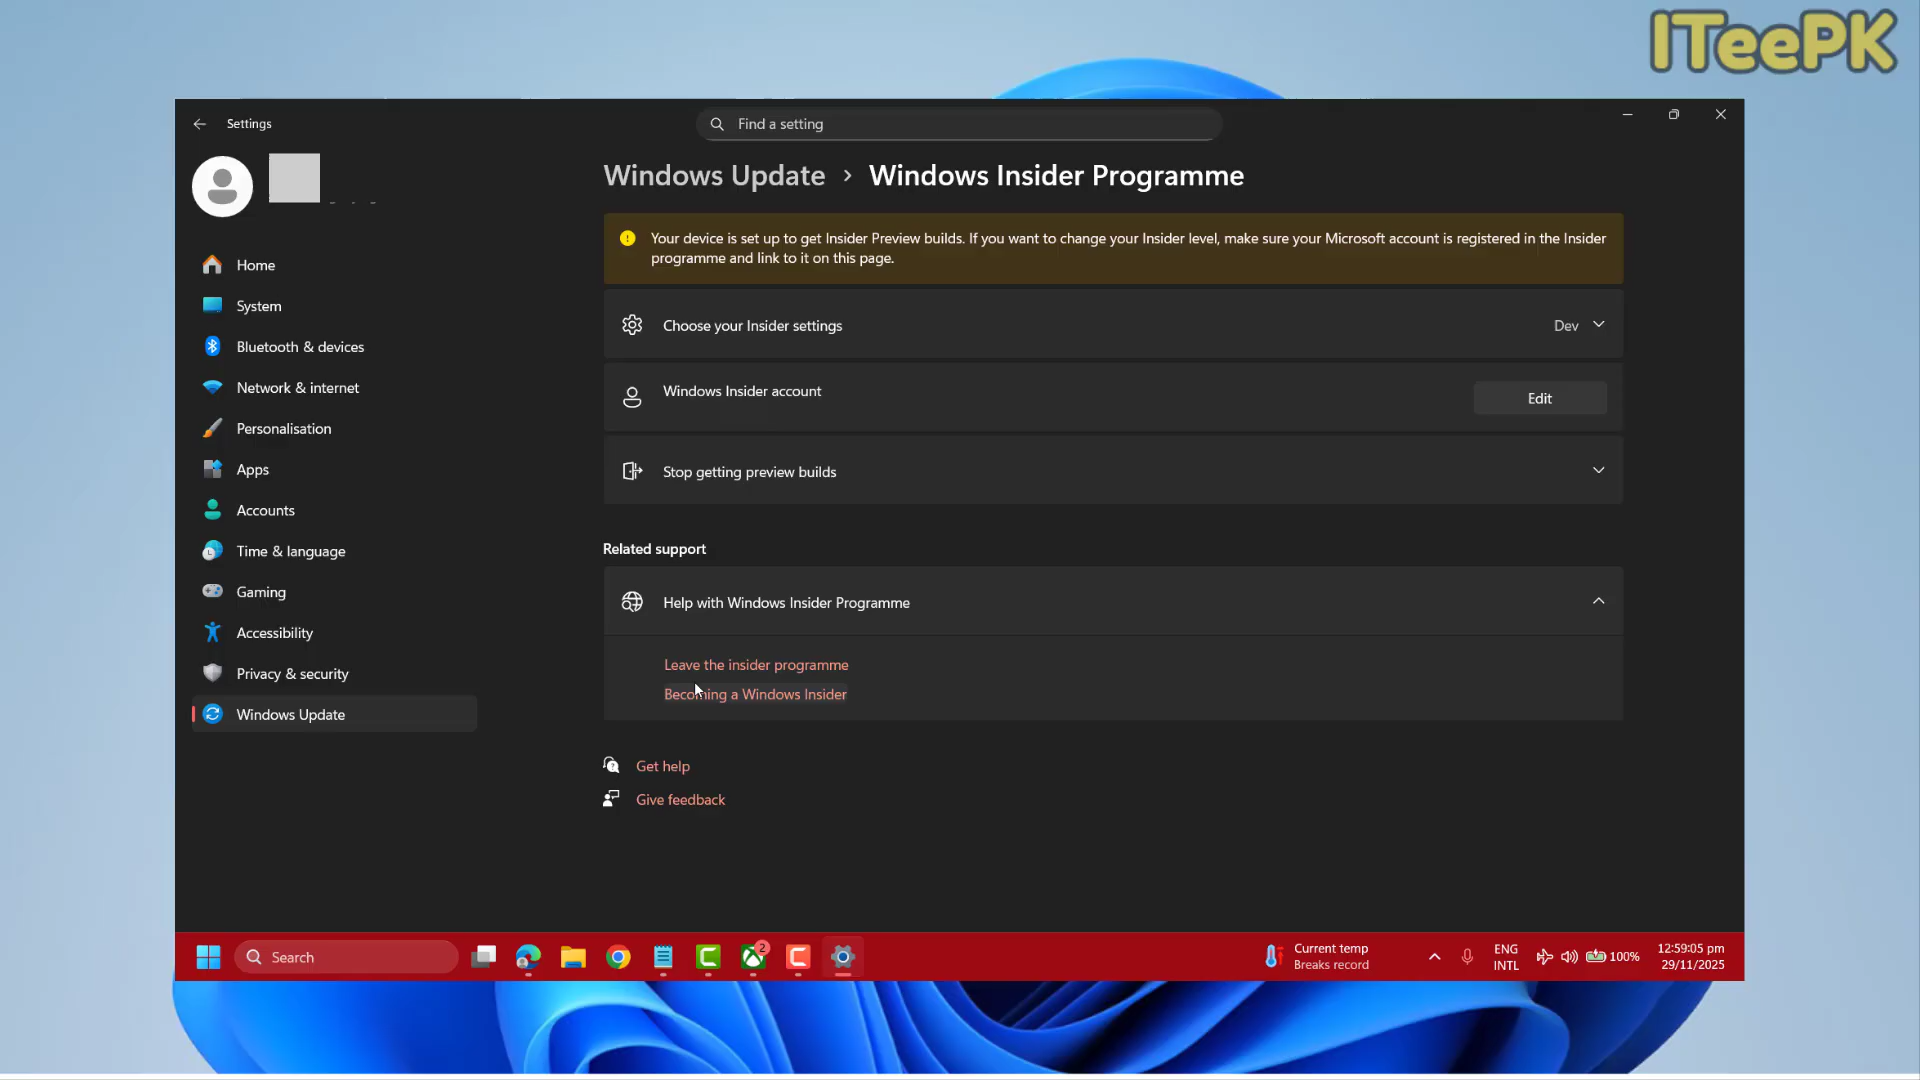 ITeePK
Settings
Find a setting
Windows Update > Windows Insider Programme
Your device is set up to get Insider Preview builds. If you want to change your Insider level, make sure your Microsoft account is registered in the Insider
programme and link to it on this page.
Home
System
Bluetooth & devices
Network & internet
Personalisation
Apps
Accounts
Time & language
Gaming
Accessibility
Privacy & security
Windows Update
Choose your Insider settings
Dev
Windows Insider account
Edit
Stop getting preview builds
Related support
Help with Windows Insider Programme
Leave the insider programme
Becoming a Windows Insider
Get help
Give feedback
Search
2
Current temp
Breaks record
ENG
INTL
100%
12:59:05 pm
29/11/2025